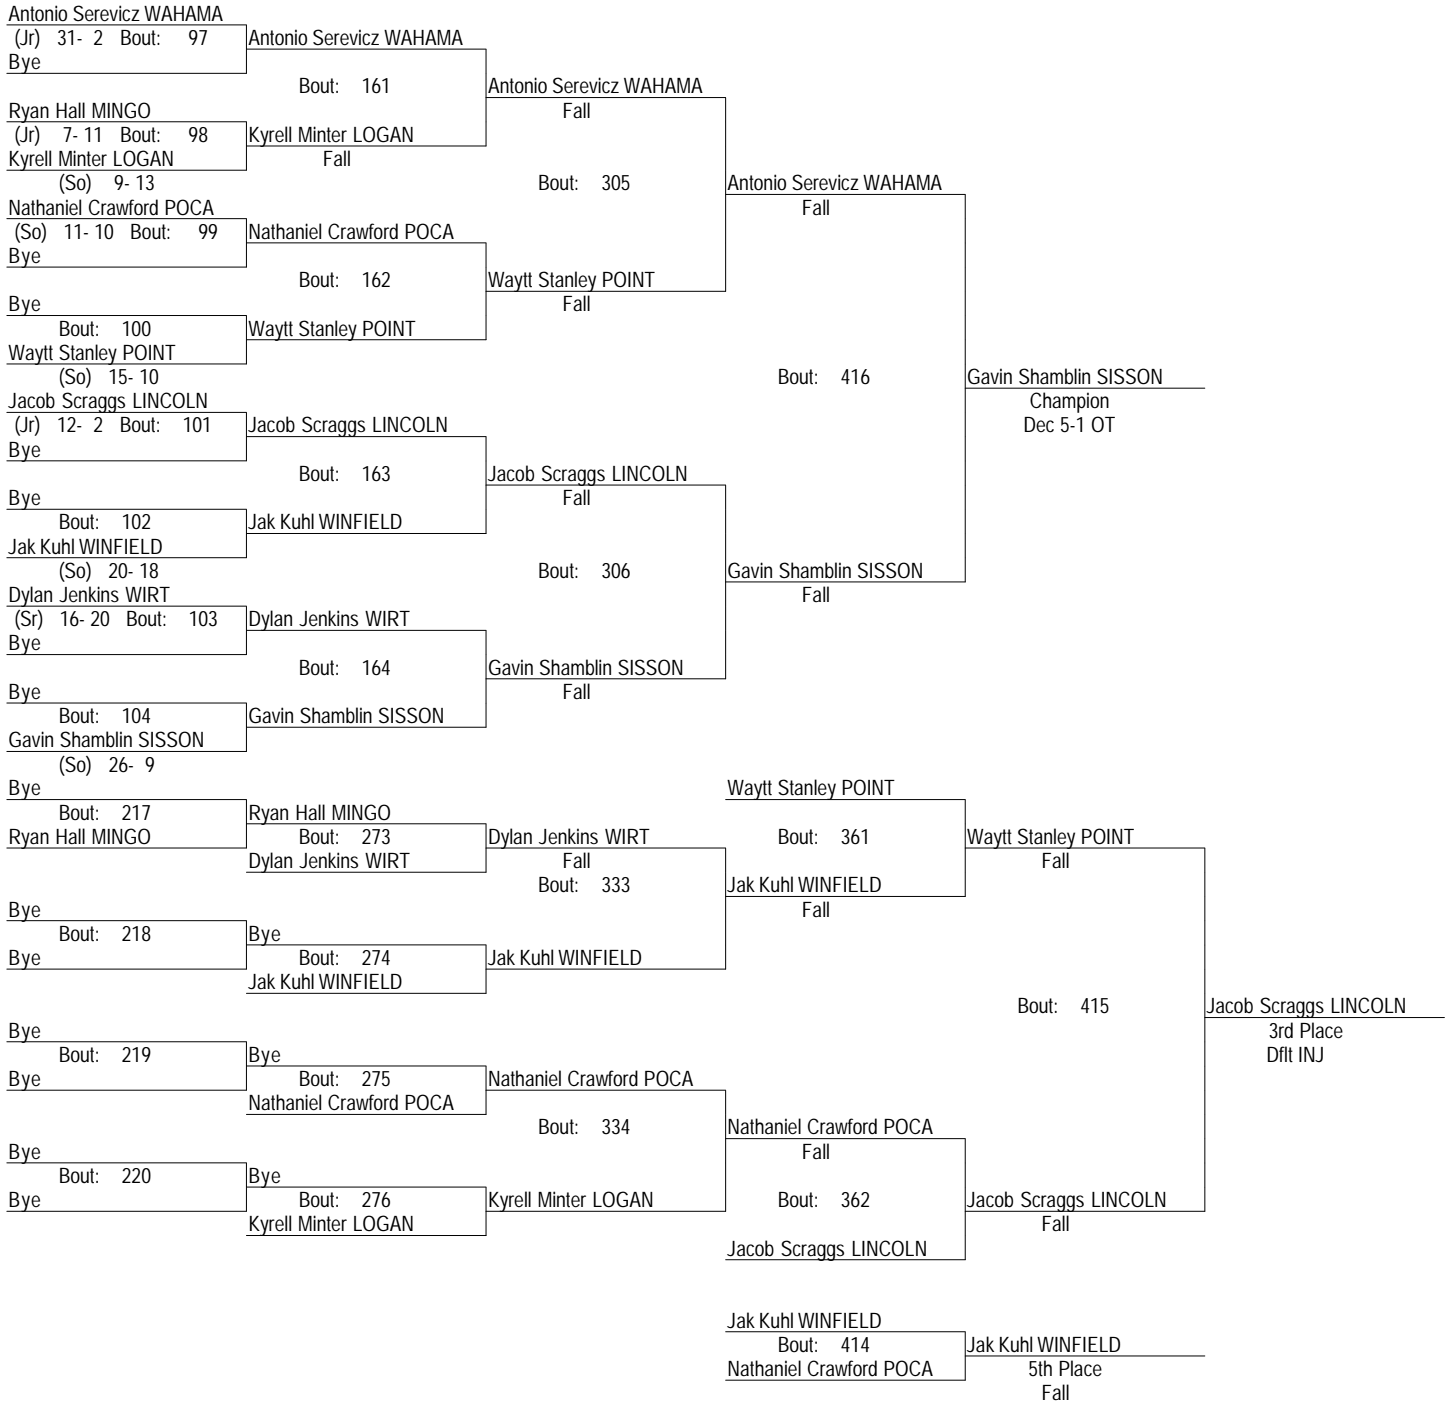 Antonio Serevicz WAHAMA
(Jr) 31- 2 Bout: 97 Antonio Serevicz WAHAMA
Bye
Bout: 161 Antonio Serevicz WAHAMA
Ryan Hall MINGO Fall
(Jr) 7- 11 Bout: 98 Kyrell Minter LOGAN
Kyrell Minter LOGAN Fall
(So) 9- 13 Bout: 305 Antonio Serevicz WAHAMA
Nathaniel Crawford POCA Fall
(So) 11- 10 Bout: 99 Nathaniel Crawford POCA
Bye
Bout: 162 Waytt Stanley POINT
Bye Fall
Bout: 100 Waytt Stanley POINT
Waytt Stanley POINT
(So) 15- 10 Bout: 416 Gavin Shamblin SISSON
Jacob Scraggs LINCOLN Champion
(Jr) 12- 2 Bout: 101 Jacob Scraggs LINCOLN Dec 5-1 OT
Bye
Bout: 163 Jacob Scraggs LINCOLN
Bye Fall
Bout: 102 Jak Kuhl WINFIELD
Jak Kuhl WINFIELD
(So) 20- 18 Bout: 306 Gavin Shamblin SISSON
Dylan Jenkins WIRT Fall
(Sr) 16- 20 Bout: 103 Dylan Jenkins WIRT
Bye
Bout: 164 Gavin Shamblin SISSON
Bye Fall
Bout: 104 Gavin Shamblin SISSON
Gavin Shamblin SISSON
(So) 26- 9
Bye Waytt Stanley POINT
Bout: 217 Ryan Hall MINGO
Ryan Hall MINGO Bout: 273 Dylan Jenkins WIRT Bout: 361 Waytt Stanley POINT
Dylan Jenkins WIRT Fall Fall
Bout: 333 Jak Kuhl WINFIELD
Bye Fall
Bout: 218 Bye
Bye Bout: 274 Jak Kuhl WINFIELD
Jak Kuhl WINFIELD
Bout: 415 Jacob Scraggs LINCOLN
Bye 3rd Place
Bout: 219 Bye Dflt INJ
Bye Bout: 275 Nathaniel Crawford POCA
Nathaniel Crawford POCA
Bout: 334 Nathaniel Crawford POCA
Bye Fall
Bout: 220 Bye
Bye Bout: 276 Kyrell Minter LOGAN Bout: 362 Jacob Scraggs LINCOLN
Kyrell Minter LOGAN Fall
Jacob Scraggs LINCOLN
Jak Kuhl WINFIELD
Bout: 414 Jak Kuhl WINFIELD
Nathaniel Crawford POCA 5th Place
Fall